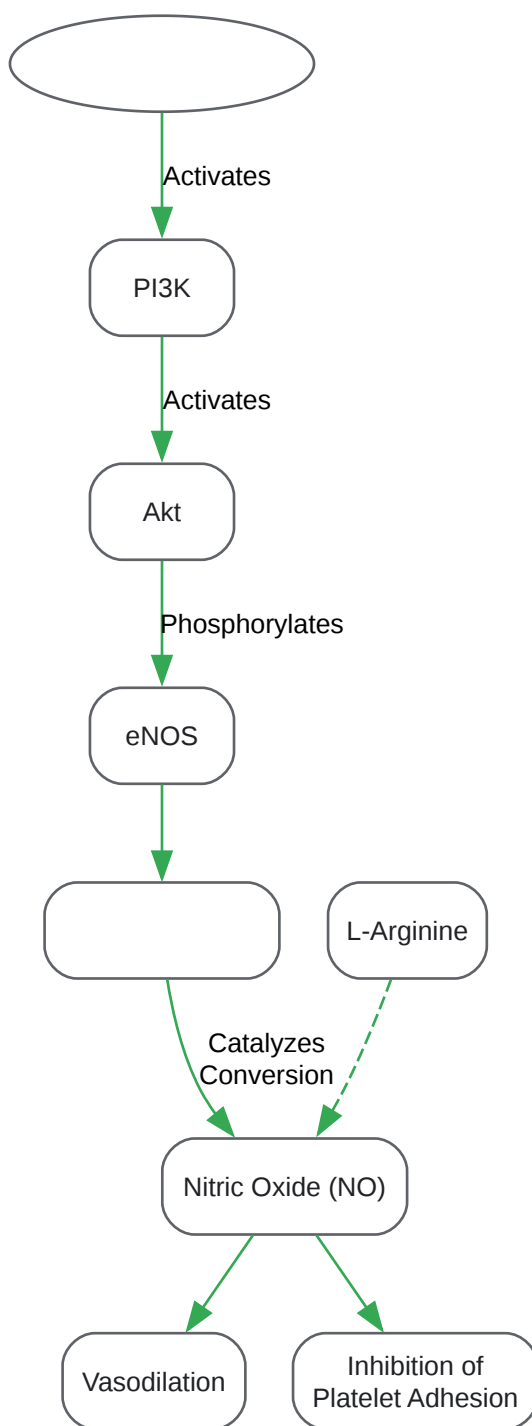 Activates
PI3K
Activates
Akt
Phosphorylates
eNOS
L-Arginine
Catalyzes
Conversion
Nitric Oxide (NO)
Vasodilation
Inhibition of
Platelet Adhesion